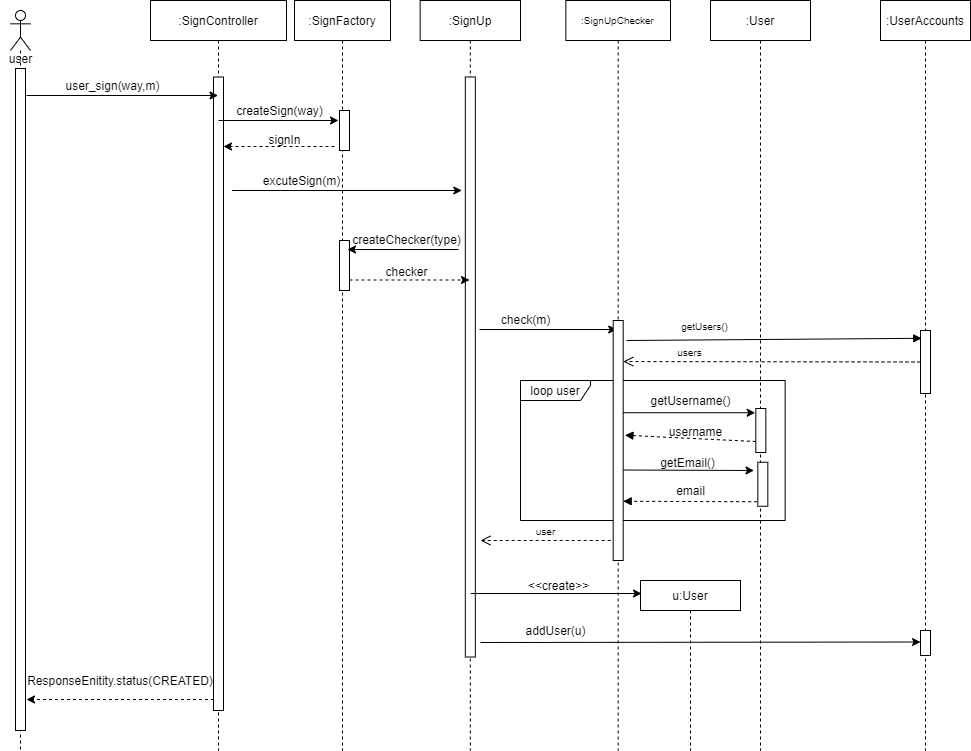 :SignController
:SignFactory
:SignUp
:SignUpChecker
:User
:UserAccounts
user
user_sign(way,m)
createSign(way)
signIn
excuteSign(m)
createChecker(type)
checker
check(m)
getUsers()
users
loop user
getUsername()
username
getEmail()
email
user
<<create>>
u:User
addUser(u)
ResponseEnitity.status(CREATED)